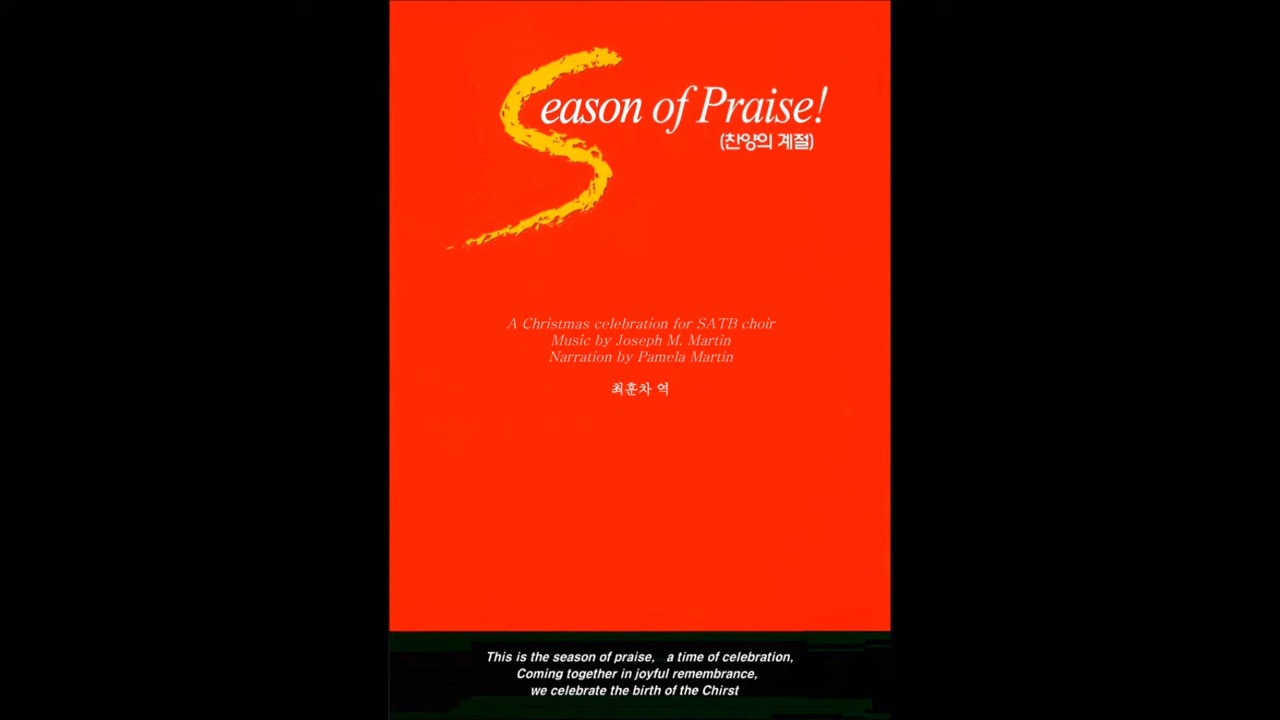 Season of Praise!
(찬양의 계절)
A Christmas celebration for SATB choir
Music by Joseph M. Martin
Narration by Pamela Martin
최훈차 역
This is the season of praise, a time of celebration,
Coming together in joyful remembrance,
we celebrate the birth of the Chirst